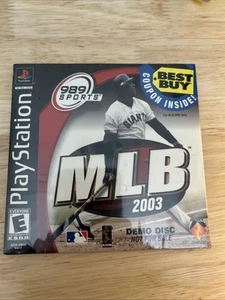 PlayStation
989
SPORTS
BEST
BUY
COUPON INSIDE!
MLB
2003
EVERYONE
E
DEMO DISC
NOT FOR SALE